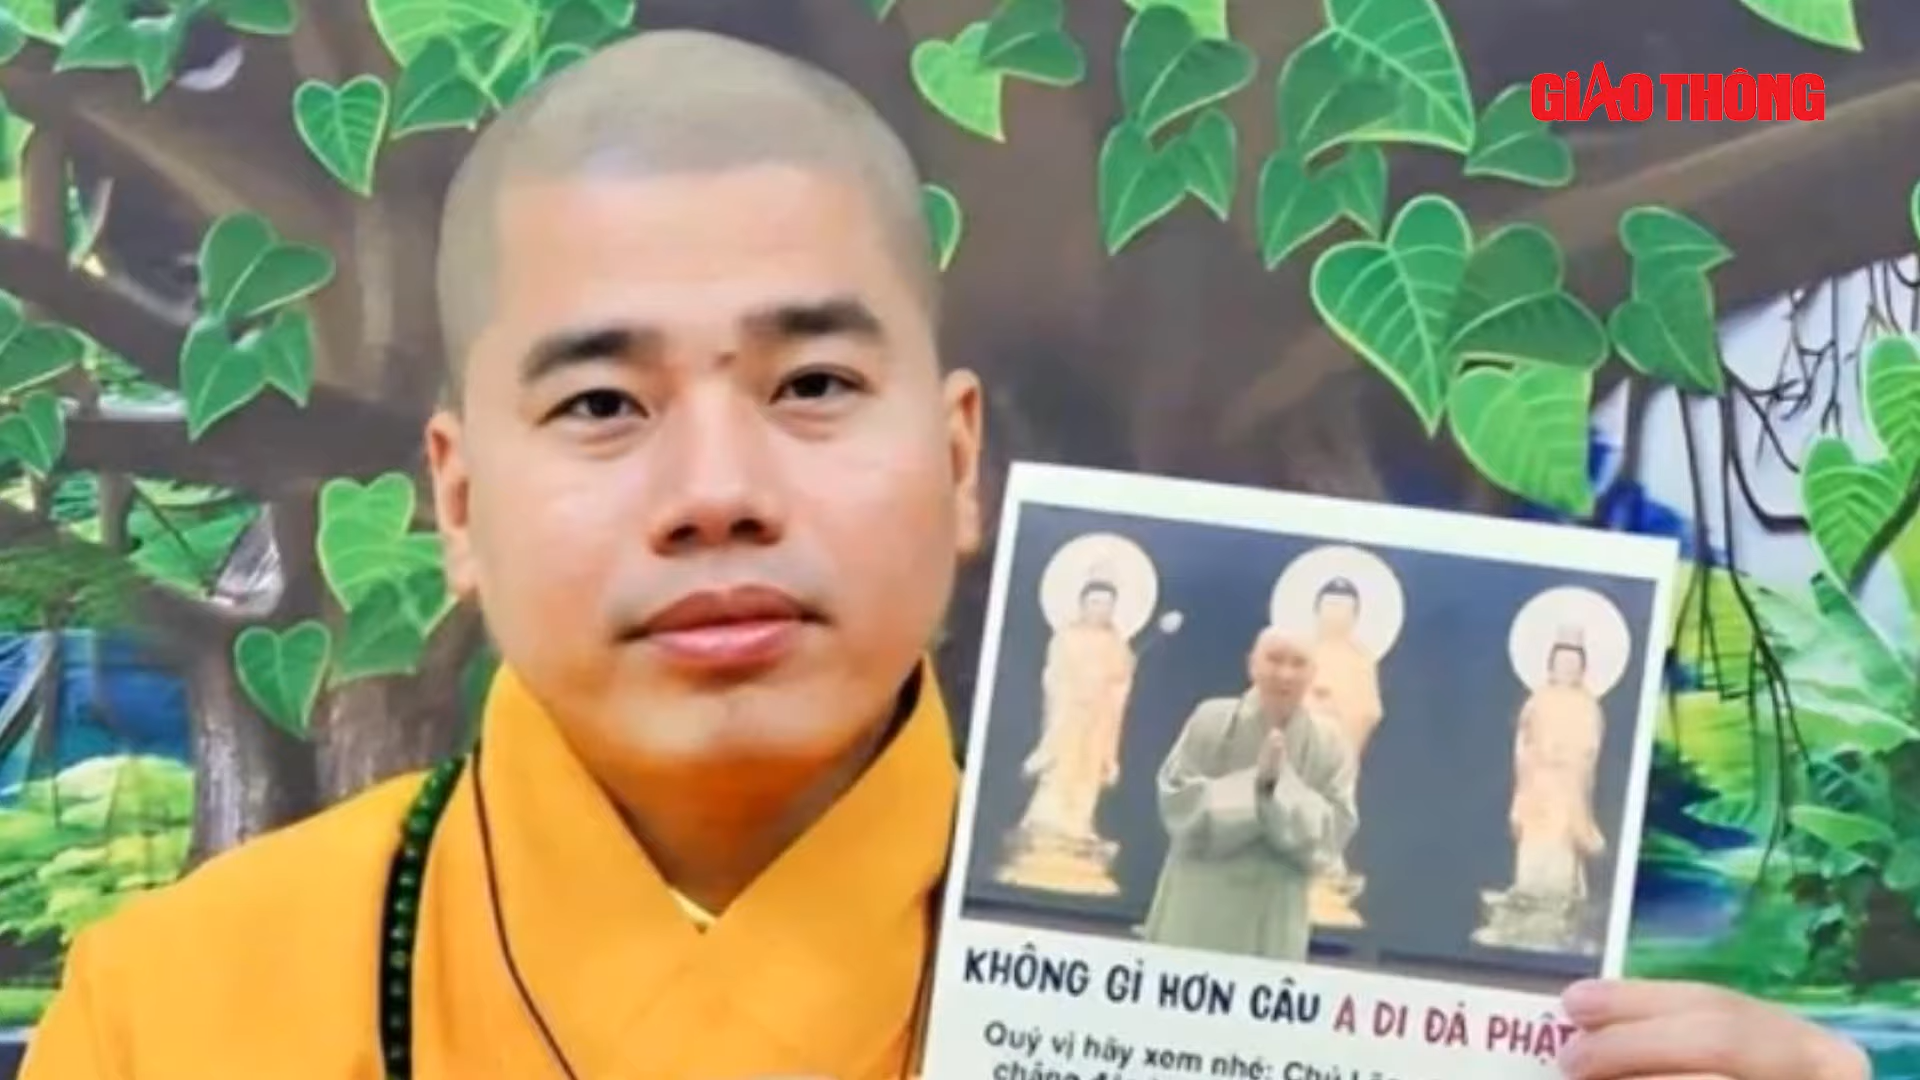 GIAO THÔNG
KHÔNG GÌ HƠN CÂU A DI ĐÀ PHẬT
Quý vị hãy xem nhé: Chú